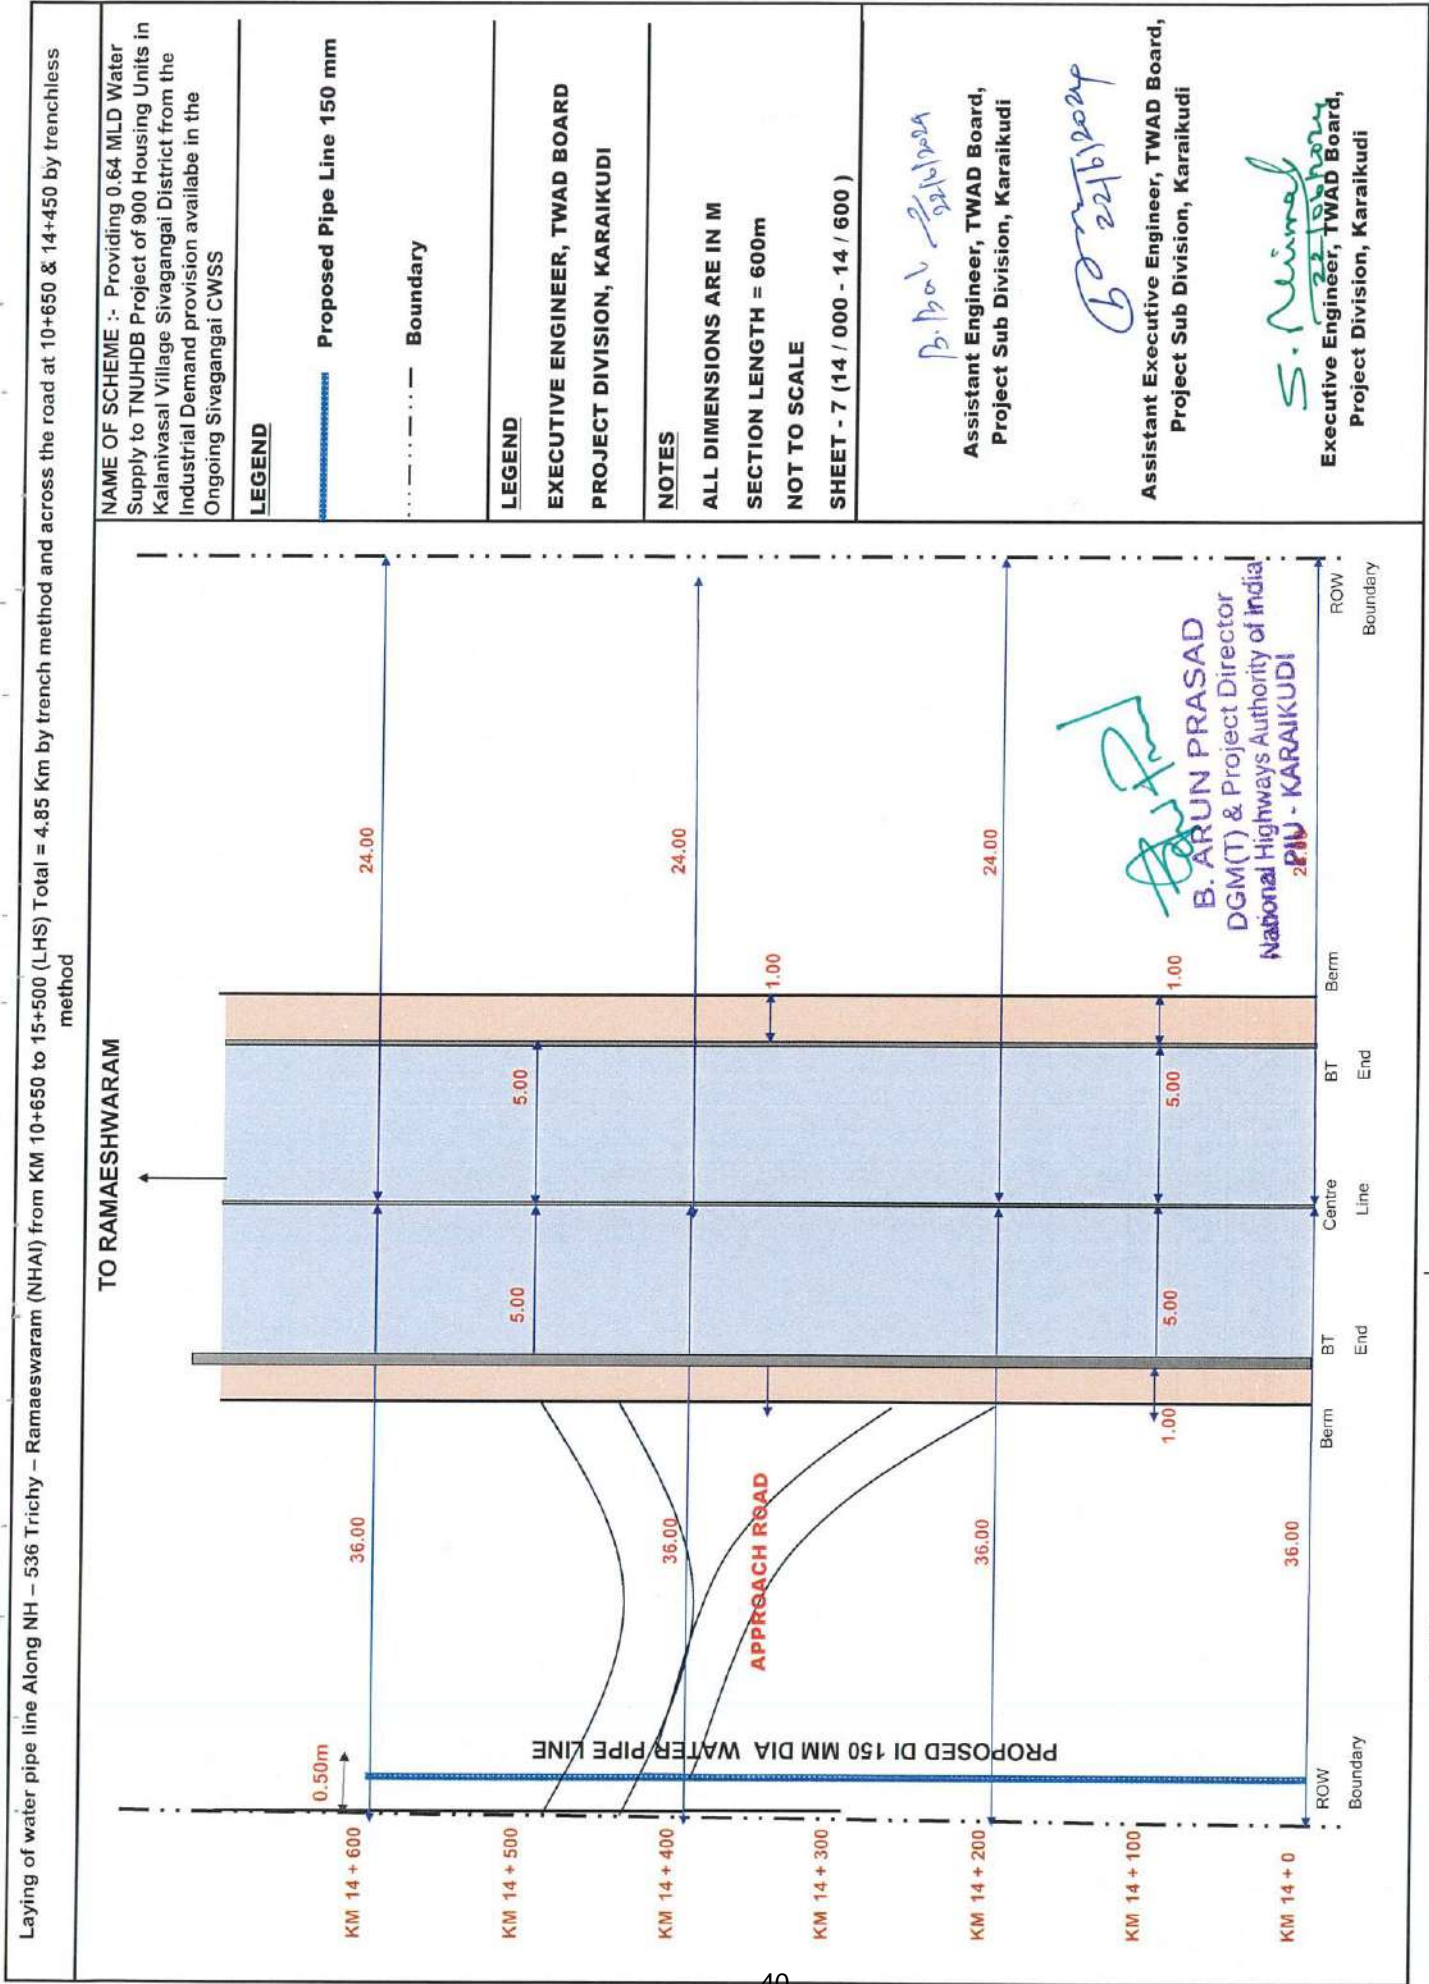 Laying of water pipe line Along NH – 536 Trichy – Ramaeswaram (NHAI) from KM 10+650 to 15+500 (LHS) Total = 4.85 Km by trench method and across the road at 10+650 & 14+450 by trenchless
method
TO RAMAESHWARAM
0.50m
KM 14 + 600
36.00
24.00
KM 14 + 500
5.00
5.00
KM 14 + 400
36.00
24.00
APPROACH ROAD
1.00
KM 14 + 300
PROPOSED DI 150 MM DIA WATER PIPE LINE
KM 14 + 200
36.00
24.00
KM 14 + 100
1.00
5.00
5.00
1.00
KM 14 + 0
36.00
ROW
Boundary
Berm
BT
End
Centre
Line
BT
End
Berm
ROW
Boundary
B. ARUN PRASAD
DGM(T) & Project Director
National Highways Authority of India
PIU - KARAIKUDI
NAME OF SCHEME :- Providing 0.64 MLD Water
Supply to TNUHDB Project of 900 Housing Units in
Kalanivasal Village Sivagangai District from the
Industrial Demand provision availabe in the
Ongoing Sivagangai CWSS
LEGEND
Proposed Pipe Line 150 mm
Boundary
LEGEND
EXECUTIVE ENGINEER, TWAD BOARD
PROJECT DIVISION, KARAIKUDI
NOTES
ALL DIMENSIONS ARE IN M
SECTION LENGTH = 600m
NOT TO SCALE
SHEET - 7 (14 / 000 - 14 / 600 )
22/6/2024
Assistant Engineer, TWAD Board,
Project Sub Division, Karaikudi
22/6/2024
Assistant Executive Engineer, TWAD Board,
Project Sub Division, Karaikudi
S. Nirmal
Executive Engineer, TWAD Board,
Project Division, Karaikudi
40